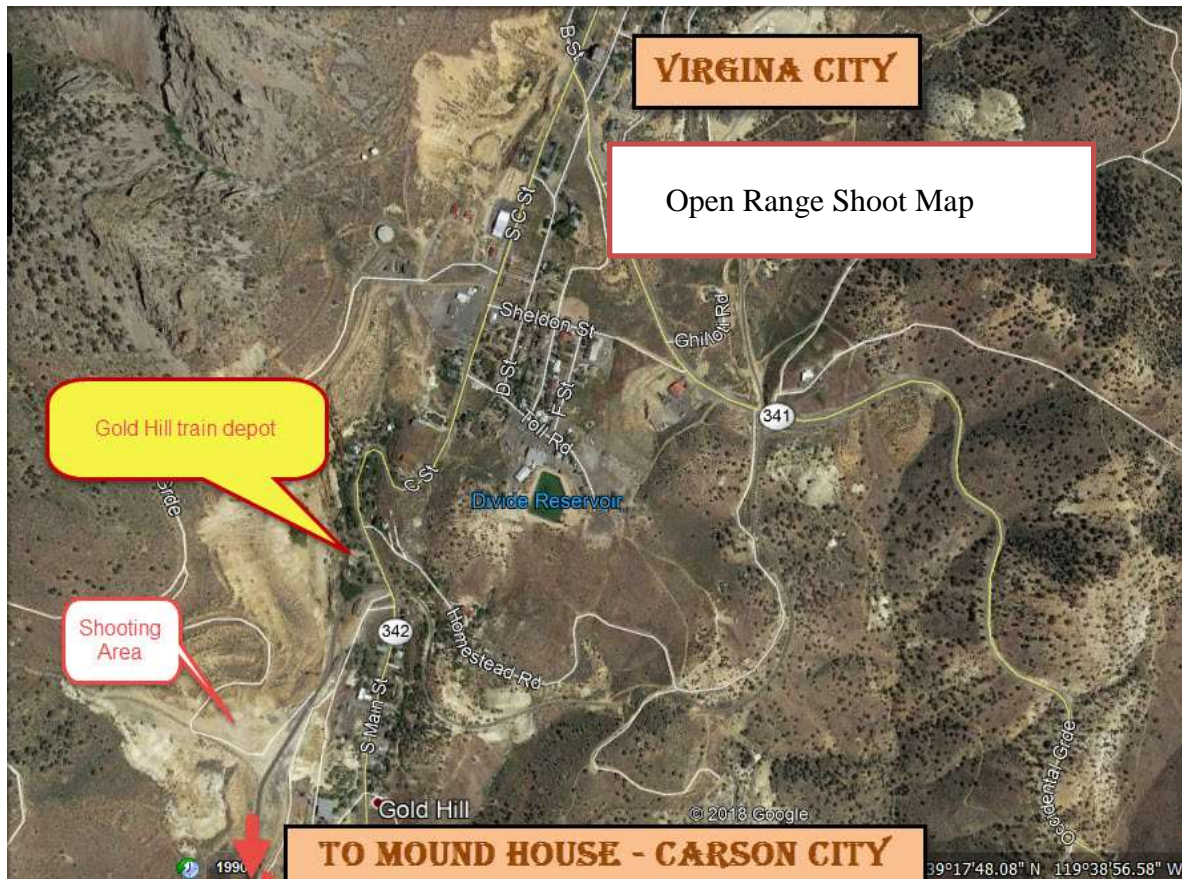 VIRGINA CITY
Open Range Shoot Map
B St
S C St
Sheldon St
Ghil
ol Rd
D St
F St
Toll Rd
341
Gold Hill train depot
C St
Divide Reservoir
Grde
Shooting
Area
342
Homestead Rd
S Main St
Gold Hill
© 2018 Google
Occidental Grde
TO MOUND HOUSE - CARSON CITY
1990
39°17'48.08" N 119°38'56.58" W